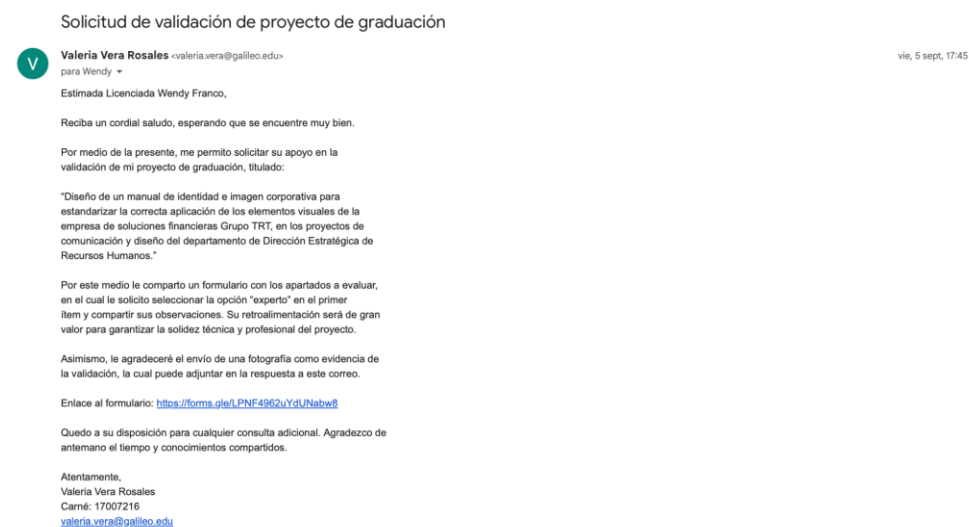 Solicitud de validación de proyecto de graduación
V
Valeria Vera Rosales <valeria.vera@galileo.edu>
vie, 5 sept, 17:45
para Wendy
Estimada Licenciada Wendy Franco,
Reciba un cordial saludo, esperando que se encuentre muy bien.
Por medio de la presente, me permito solicitar su apoyo en la
validación de mi proyecto de graduación, titulado:
"Diseño de un manual de identidad e imagen corporativa para
estandarizar la correcta aplicación de los elementos visuales de la
empresa de soluciones financieras Grupo TRT, en los proyectos de
comunicación y diseño del departamento de Dirección Estratégica de
Recursos Humanos."
Por este medio le comparto un formulario con los apartados a evaluar,
en el cual le solicito seleccionar la opción "experto" en el primer
ítem y compartir sus observaciones. Su retroalimentación será de gran
valor para garantizar la solidez técnica y profesional del proyecto.
Asimismo, le agradeceré el envío de una fotografía como evidencia de
la validación, la cual puede adjuntar en la respuesta a este correo.
Enlace al formulario: https://forms.gle/LPNF4962uYdUNabw8
Quedo a su disposición para cualquier consulta adicional. Agradezco de
antemano el tiempo y conocimientos compartidos.
Atentamente,
Valeria Vera Rosales
Carné: 17007216
valeria.vera@galileo.edu